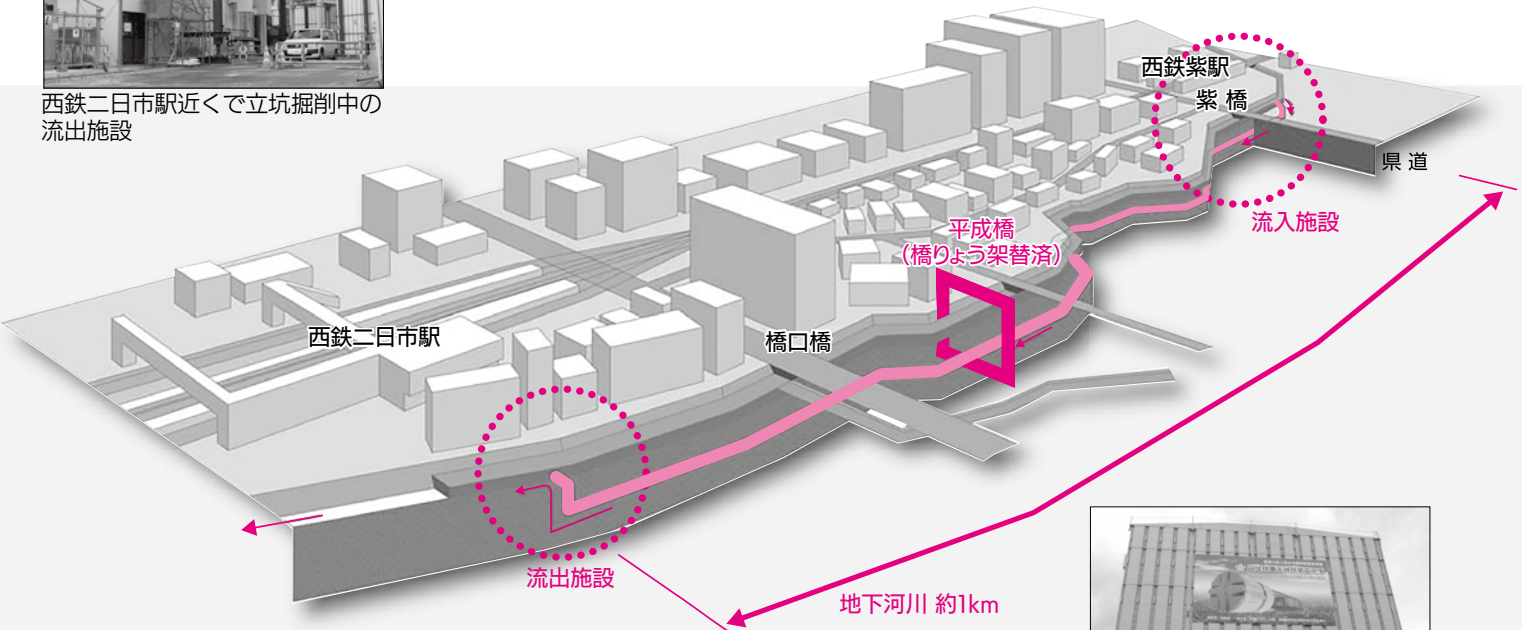 西鉄二日市駅近くで立坑掘削中の
流出施設
西鉄紫駅
紫 橋
県 道
流入施設
平成橋
（橋りょう架替済）
西鉄二日市駅
橋口橋
流出施設
地下河川 約1km